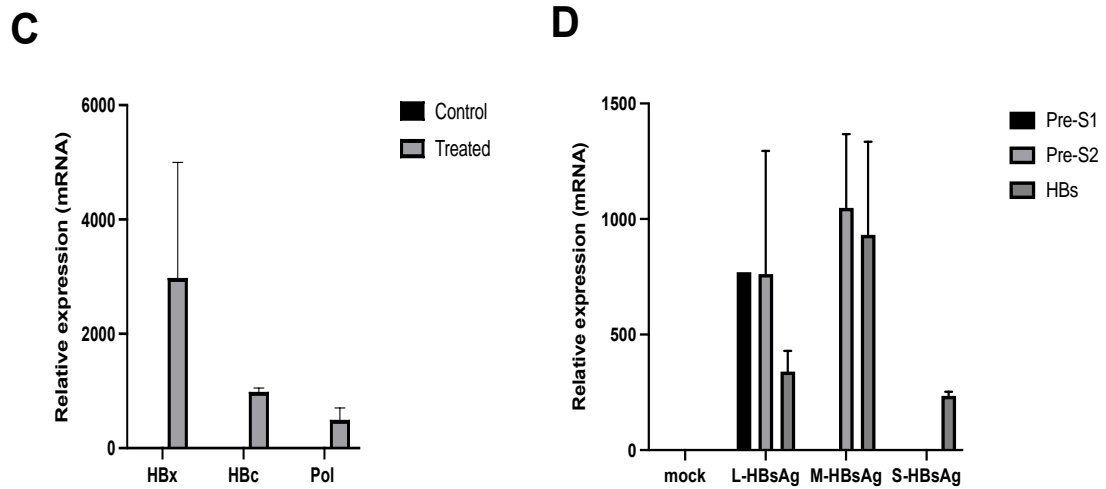 C
Relative expression (mRNA)
6000
4000
2000
0
HBx HBc Pol
Control
Treated
D
Relative expression (mRNA)
1500
1000
500
0
mock L-HBsAg M-HBsAg S-HBsAg
Pre-S1
Pre-S2
HBs